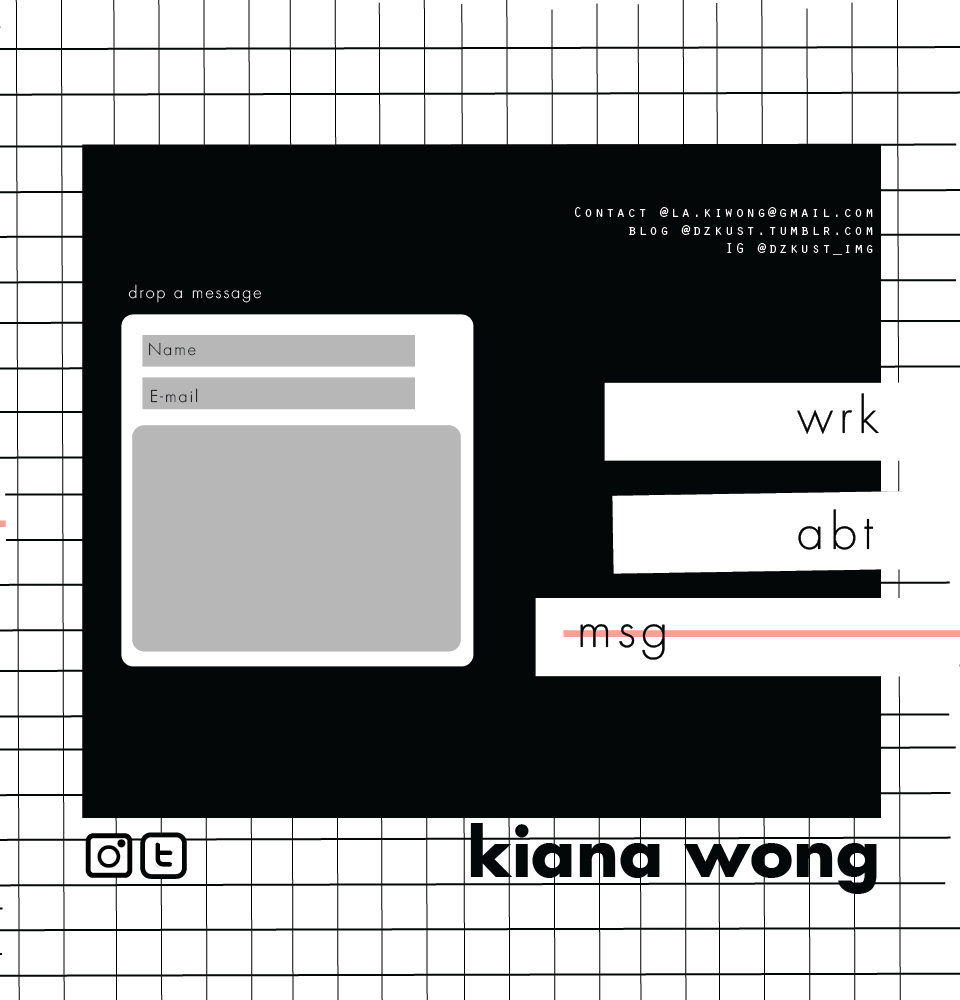 Contact @la.kiwong@gmail.com
blog @dzkust.tumblr.com
IG @dzkust_img
drop a message
Name
E-mail
wrk
abt
msg
t
kiana wong